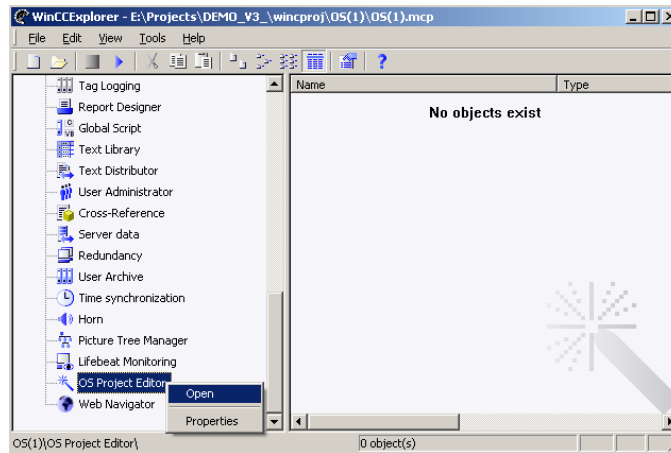 WinCCExplorer - E:\Projects\DEMO_V3_\wincproj\OS(1)\OS(1).mcp
File Edit View Tools Help
Name Type
No objects exist
Tag Logging
Report Designer
Global Script
Text Library
Text Distributor
User Administrator
Cross-Reference
Server data
Redundancy
User Archive
Time synchronization
Horn
Picture Tree Manager
Lifebeat Monitoring
OS Project Editor
Open
Web Navigator
Properties
OS(1)\OS Project Editor\ 0 object(s)